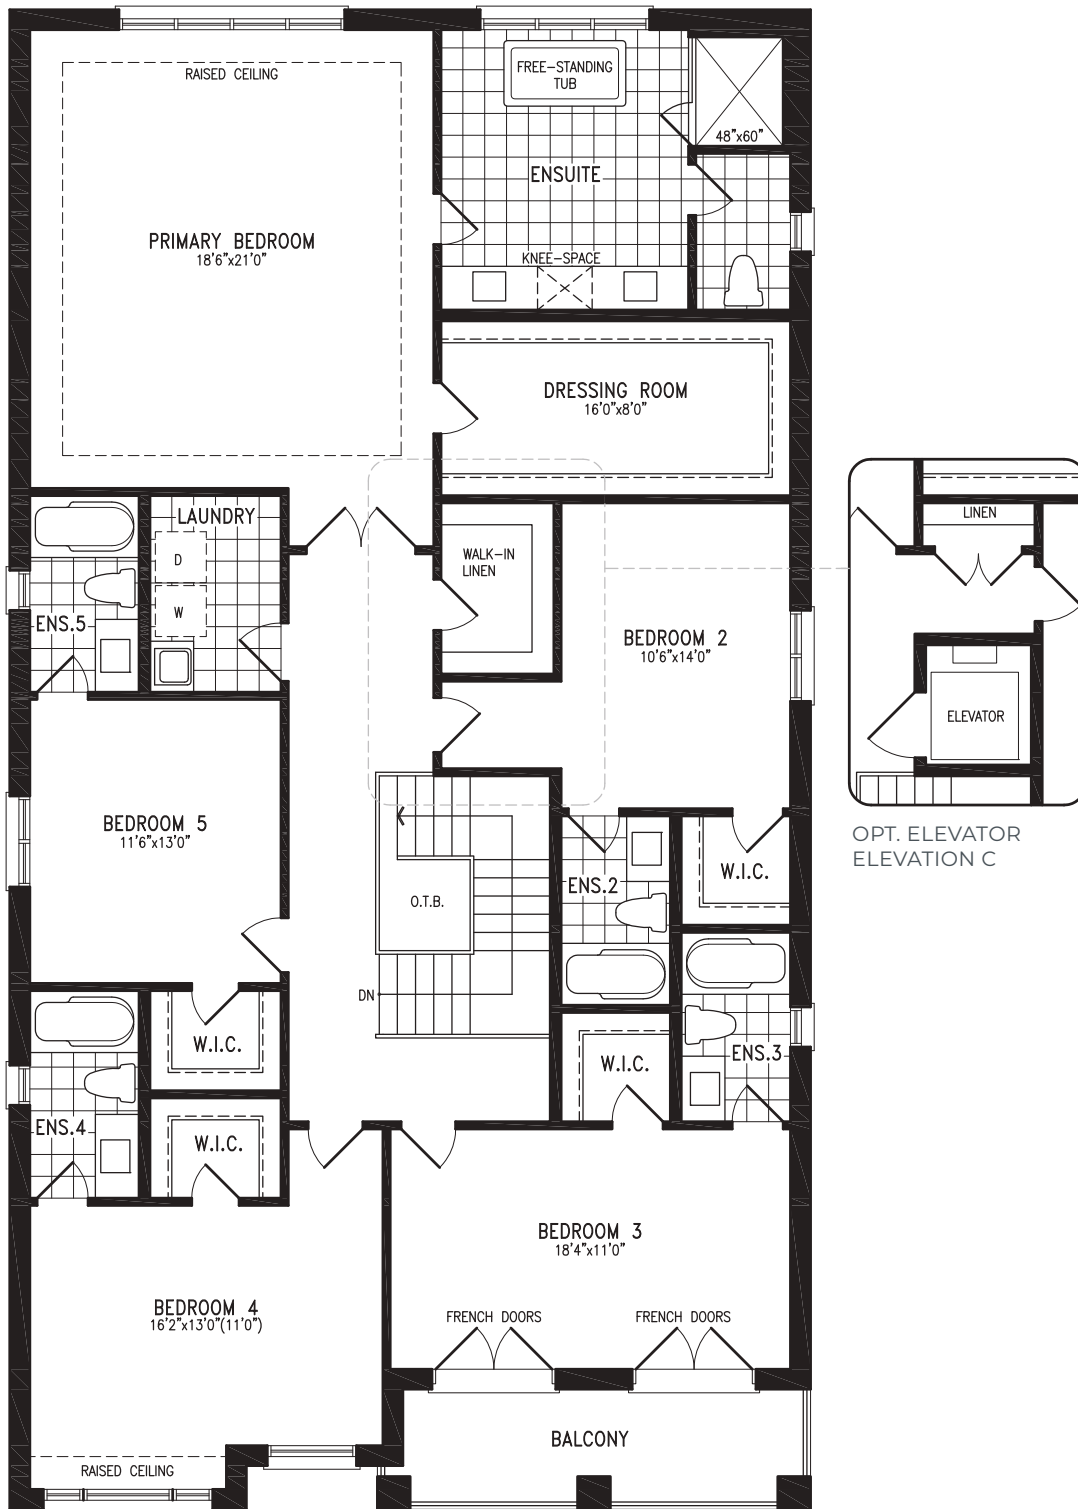 RAISED CEILING
FREE-STANDING
TUB
48"x60"
ENSUITE
PRIMARY BEDROOM
18'6"x21'0"
KNEE-SPACE
DRESSING ROOM
16'0"x8'0"
LAUNDRY
D
W
ENS.5
WALK-IN
LINEN
BEDROOM 2
10'6"x14'0"
LINEN
ELEVATOR
OPT. ELEVATOR
ELEVATION C
BEDROOM 5
11'6"x13'0"
O.T.B.
ENS.2
W.I.C.
DN
W.I.C.
W.I.C.
ENS.3
ENS.4
W.I.C.
BEDROOM 3
18'4"x11'0"
BEDROOM 4
16'2"x13'0"(11'0")
FRENCH DOORS
FRENCH DOORS
BALCONY
RAISED CEILING